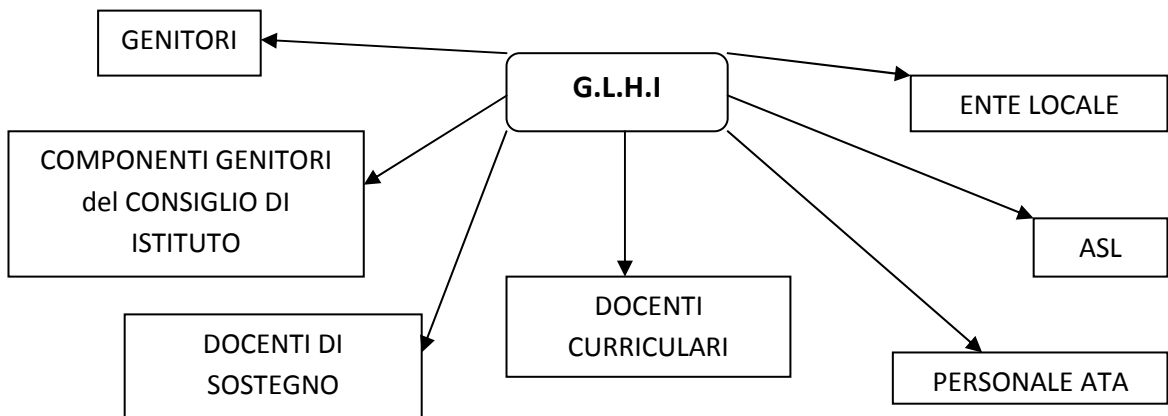 GENITORI
G.L.H.I
ENTE LOCALE
COMPONENTI GENITORI
del CONSIGLIO DI
ISTITUTO
ASL
DOCENTI
CURRICULARI
DOCENTI DI
SOSTEGNO
PERSONALE ATA